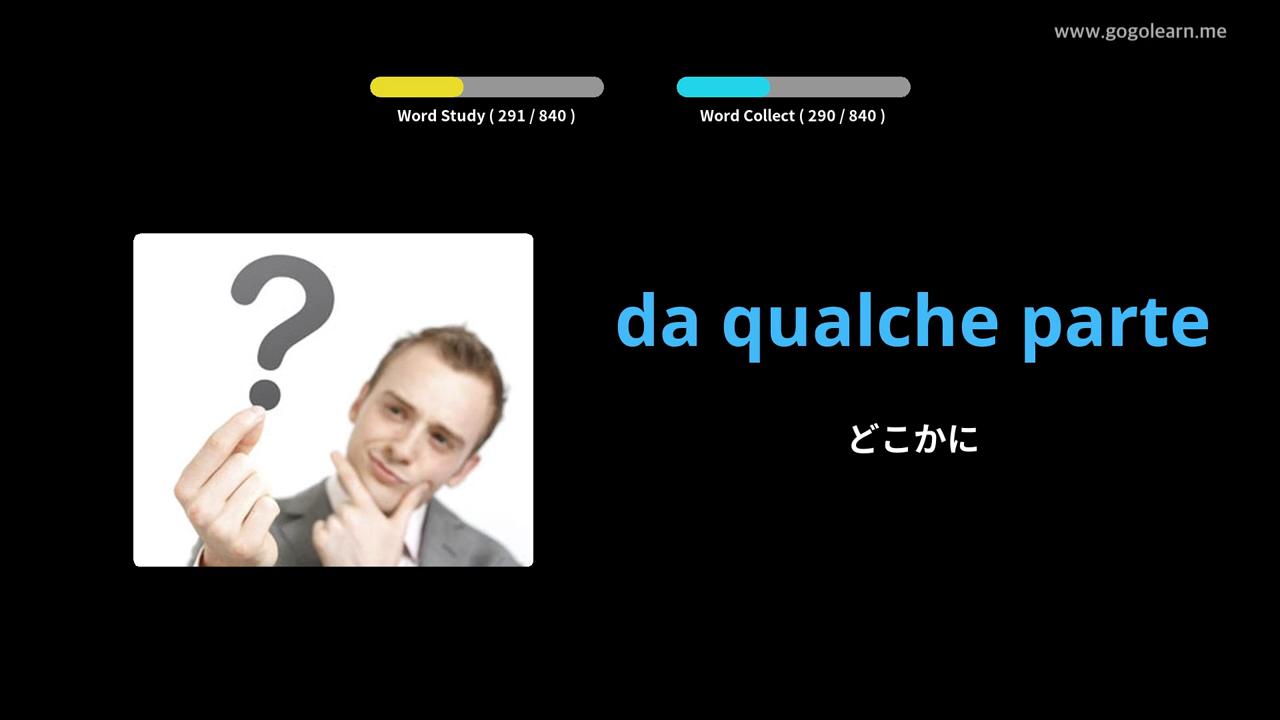 www.gogolearn.me
Word Study ( 291 / 840 )
Word Collect ( 290 / 840 )
da qualche parte
どこかに